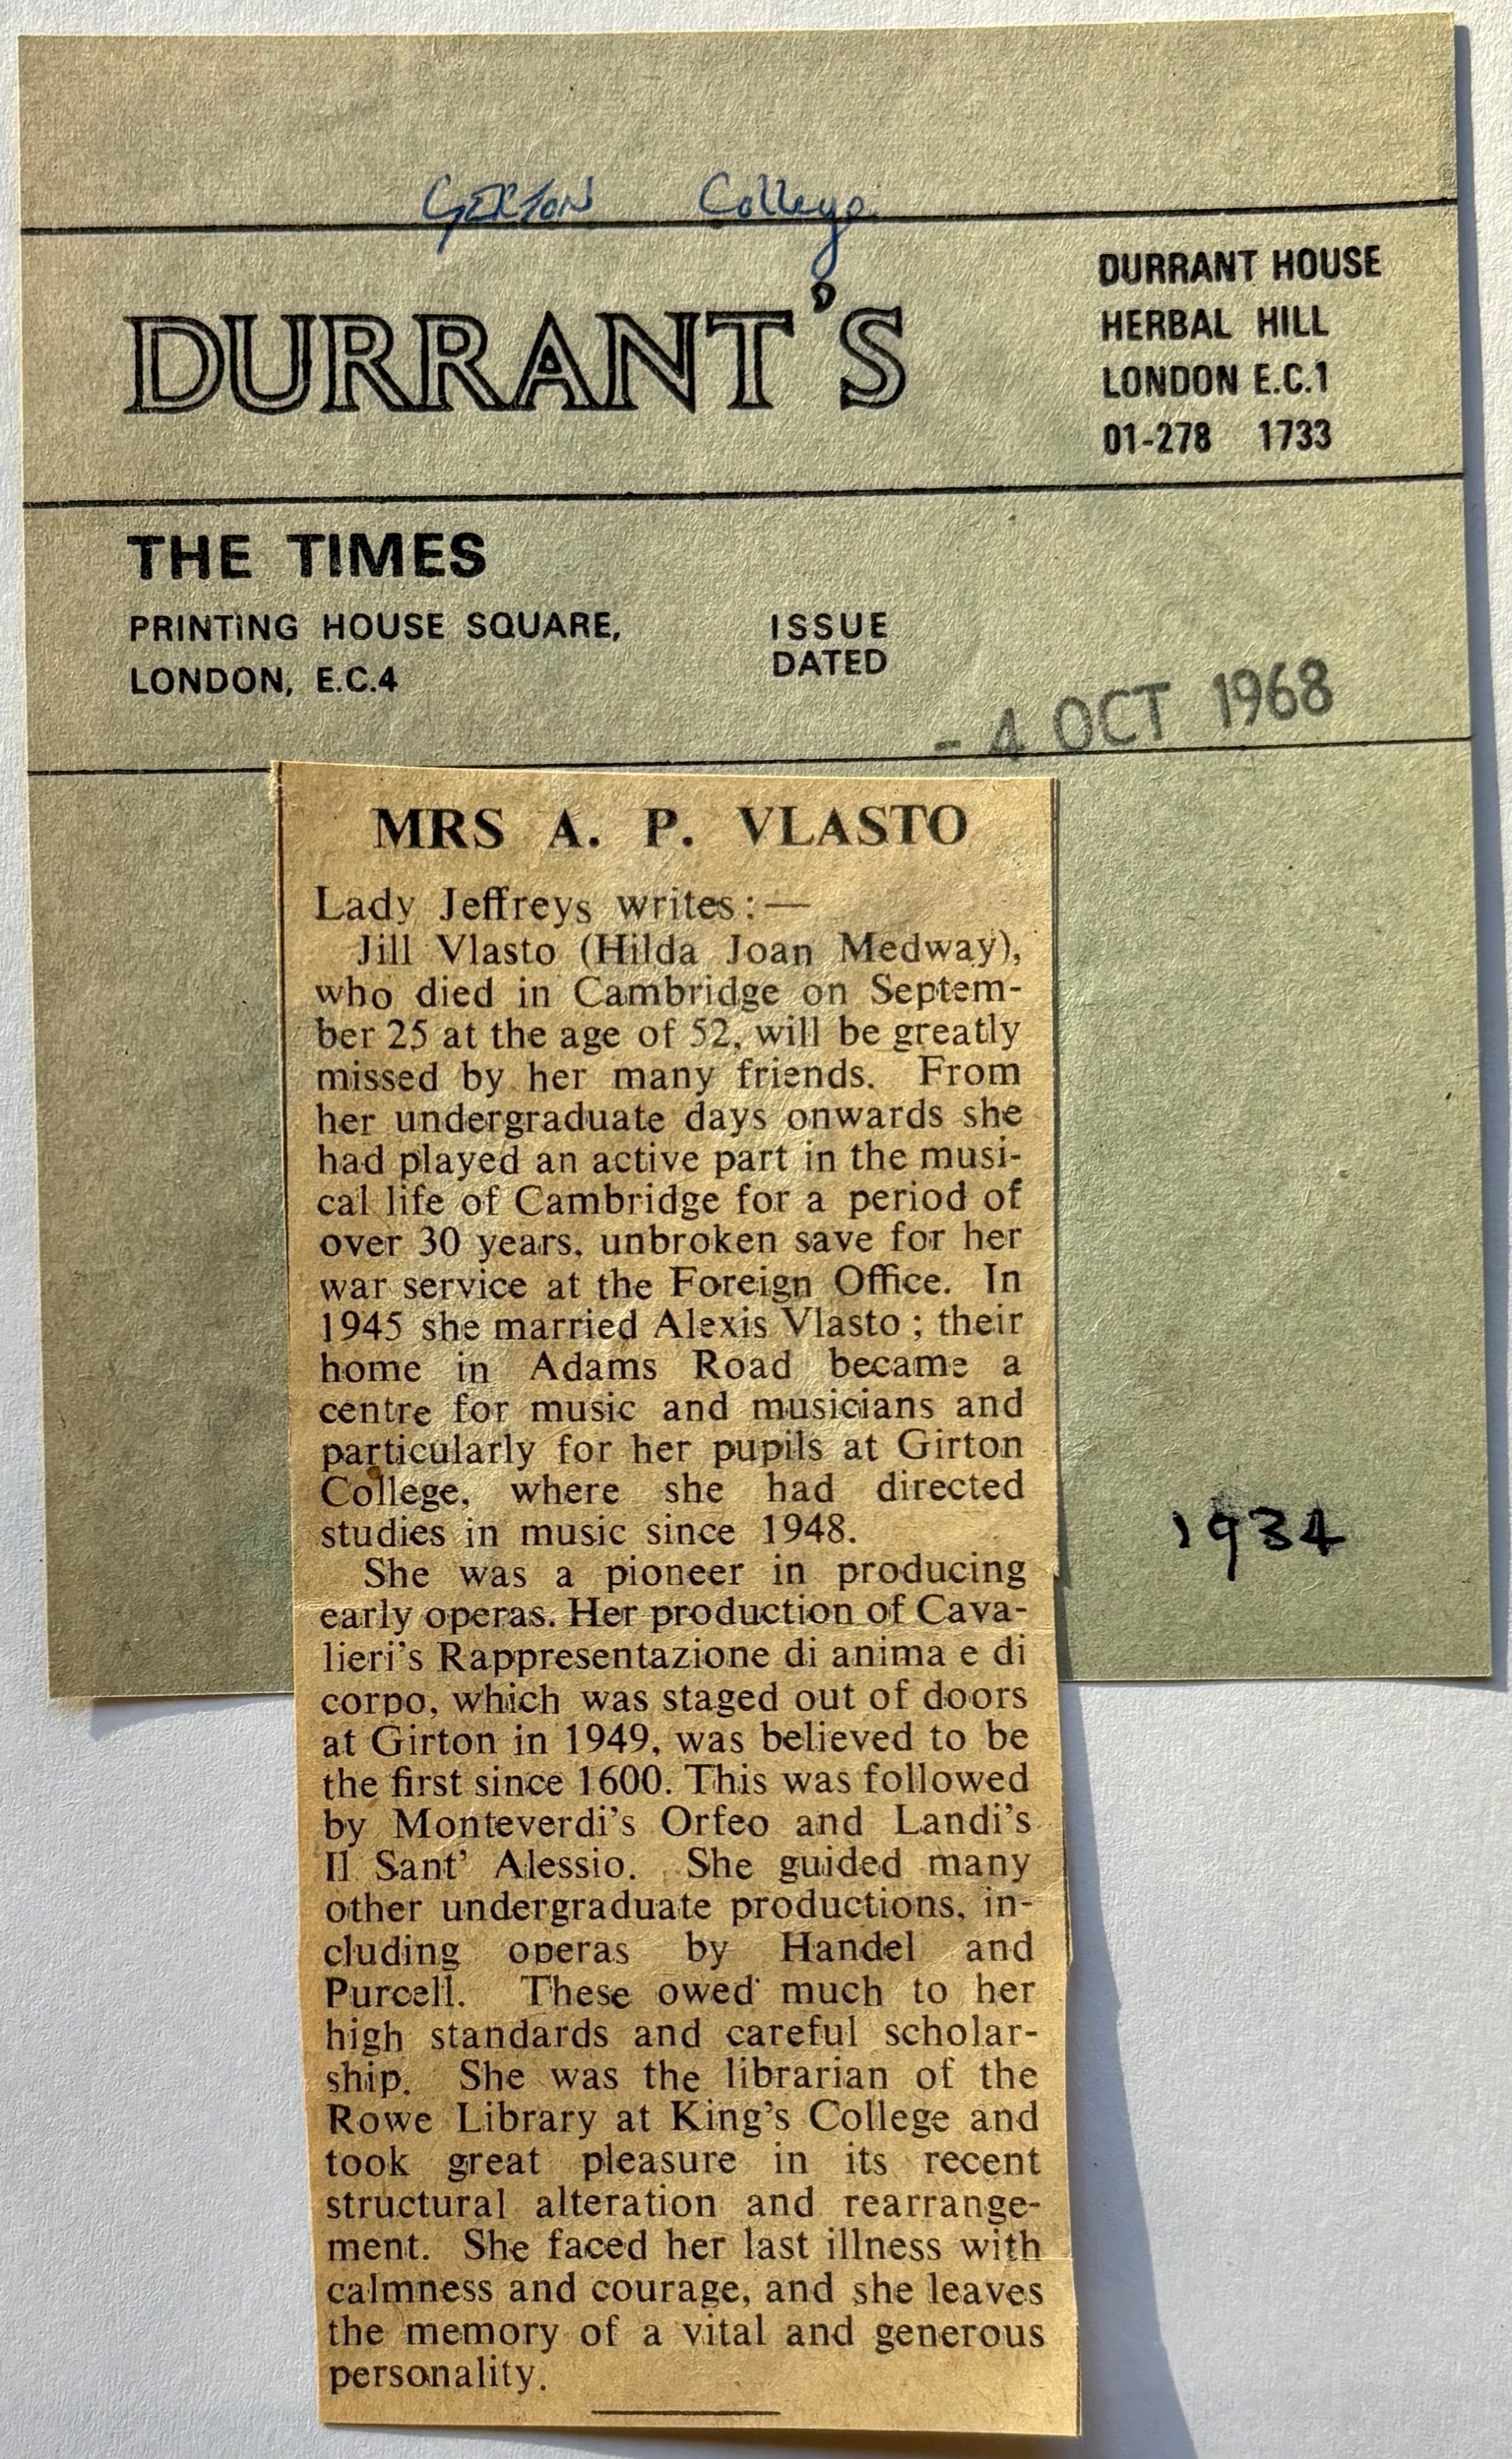 GIRTON College
DURRANT'S
DURRANT HOUSE
HERBAL HILL
LONDON E.C.1
01-278 1733
THE TIMES
PRINTING HOUSE SQUARE,
LONDON, E.C.4
ISSUE
DATED
- 4 OCT 1968
MRS A. P. VLASTO
Lady Jeffreys writes:—
Jill Vlasto (Hilda Joan Medway),
who died in Cambridge on Septem-
ber 25 at the age of 52, will be greatly
missed by her many friends. From
her undergraduate days onwards she
had played an active part in the musi-
cal life of Cambridge for a period of
over 30 years, unbroken save for her
war service at the Foreign Office. In
1945 she married Alexis Vlasto; their
home in Adams Road became a
centre for music and musicians and
particularly for her pupils at Girton
College, where she had directed
studies in music since 1948.
She was a pioneer in producing
early operas. Her production of Cava-
lieri's Rappresentazione di anima e di
corpo, which was staged out of doors
at Girton in 1949, was believed to be
the first since 1600. This was followed
by Monteverdi's Orfeo and Landi's
Il Sant' Alessio. She guided many
other undergraduate productions, in-
cluding operas by Handel and
Purcell. These owed much to her
high standards and careful scholar-
ship. She was the librarian of the
Rowe Library at King's College and
took great pleasure in its recent
structural alteration and rearrange-
ment. She faced her last illness with
calmness and courage, and she leaves
the memory of a vital and generous
personality.
1934